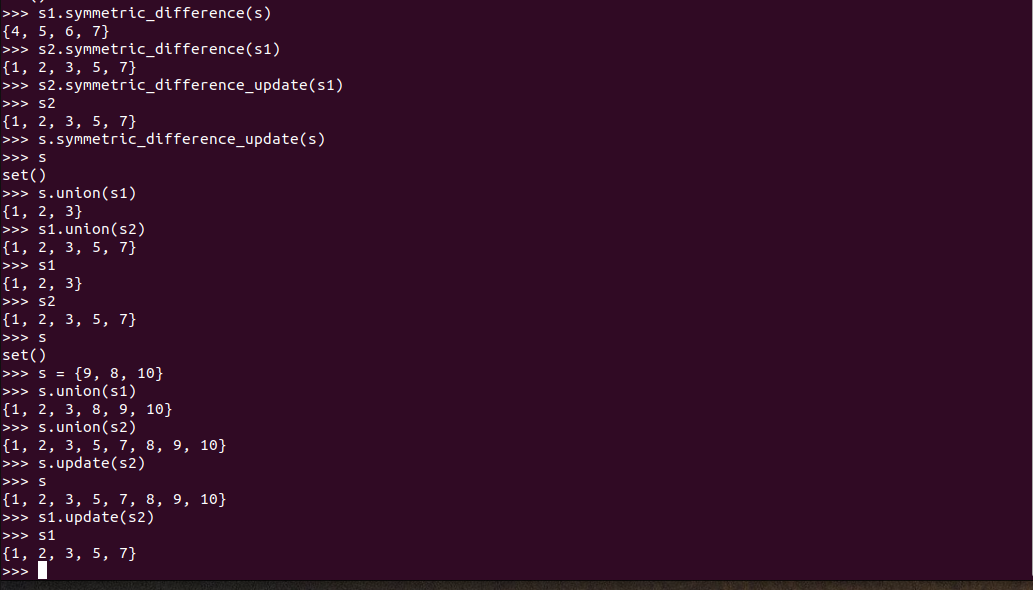 >>> s1.symmetric_difference(s)
{4, 5, 6, 7}
>>> s2.symmetric_difference(s1)
{1, 2, 3, 5, 7}
>>> s2.symmetric_difference_update(s1)
>>> s2
{1, 2, 3, 5, 7}
>>> s.symmetric_difference_update(s)
>>> s
set()
>>> s.union(s1)
{1, 2, 3}
>>> s1.union(s2)
{1, 2, 3, 5, 7}
>>> s1
{1, 2, 3}
>>> s2
{1, 2, 3, 5, 7}
>>> s
set()
>>> s = {9, 8, 10}
>>> s.union(s1)
{1, 2, 3, 8, 9, 10}
>>> s.union(s2)
{1, 2, 3, 5, 7, 8, 9, 10}
>>> s.update(s2)
>>> s
{1, 2, 3, 5, 7, 8, 9, 10}
>>> s1.update(s2)
>>> s1
{1, 2, 3, 5, 7}
>>>